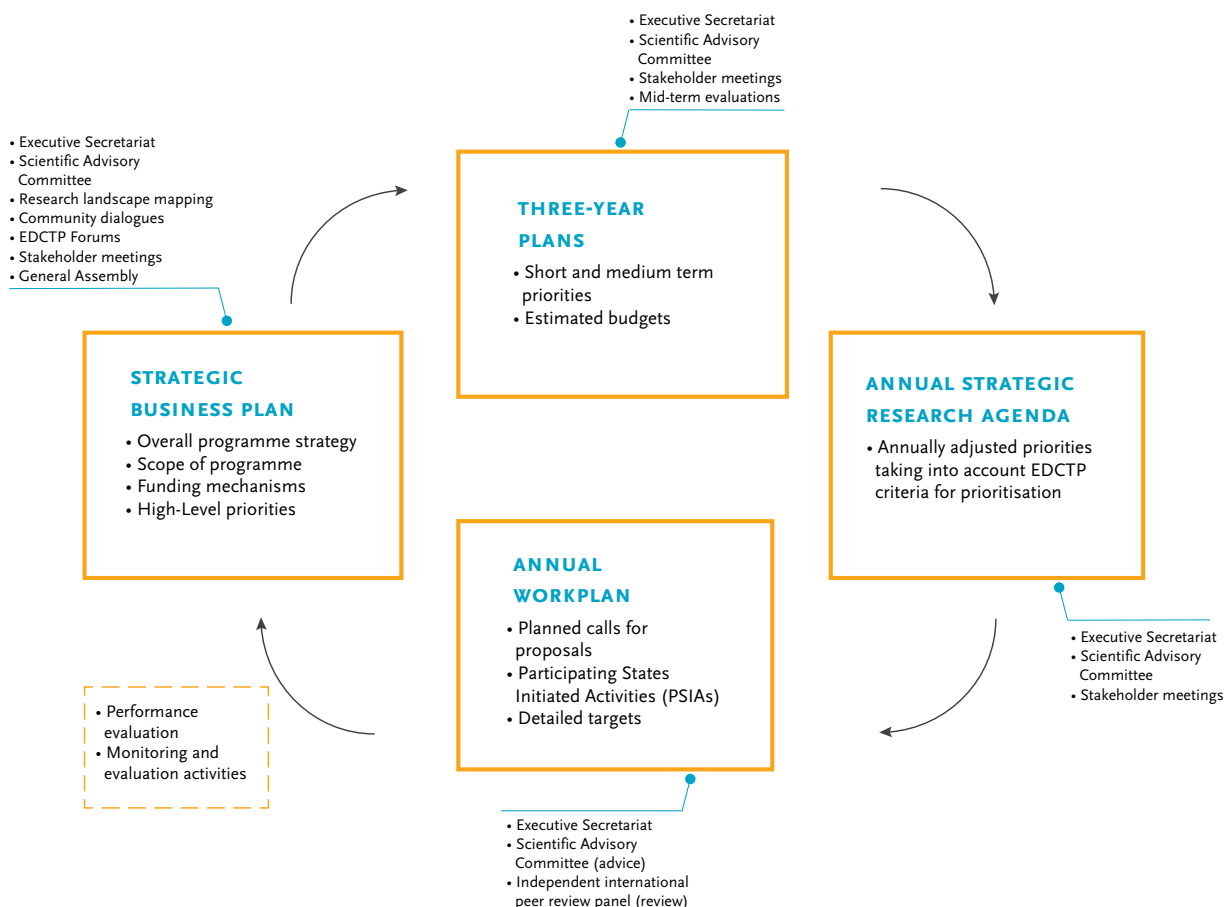 • Executive Secretariat
• Scientific Advisory
Committee
• Stakeholder meetings
• Mid-term evaluations
• Executive Secretariat
• Scientific Advisory
Committee
• Research landscape mapping
• Community dialogues
• EDCTP Forums
• Stakeholder meetings
• General Assembly
THREE-YEAR
PLANS
• Short and medium term
priorities
• Estimated budgets
STRATEGIC
BUSINESS PLAN
• Overall programme strategy
• Scope of programme
• Funding mechanisms
• High-Level priorities
ANNUAL STRATEGIC
RESEARCH AGENDA
• Annually adjusted priorities
taking into account EDCTP
criteria for prioritisation
ANNUAL
WORKPLAN
• Planned calls for
proposals
• Participating States
Initiated Activities (PSIAs)
• Detailed targets
• Executive Secretariat
• Scientific Advisory
Committee
• Stakeholder meetings
• Performance
evaluation
• Monitoring and
evaluation activities
• Executive Secretariat
• Scientific Advisory
Committee (advice)
• Independent international
peer review panel (review)